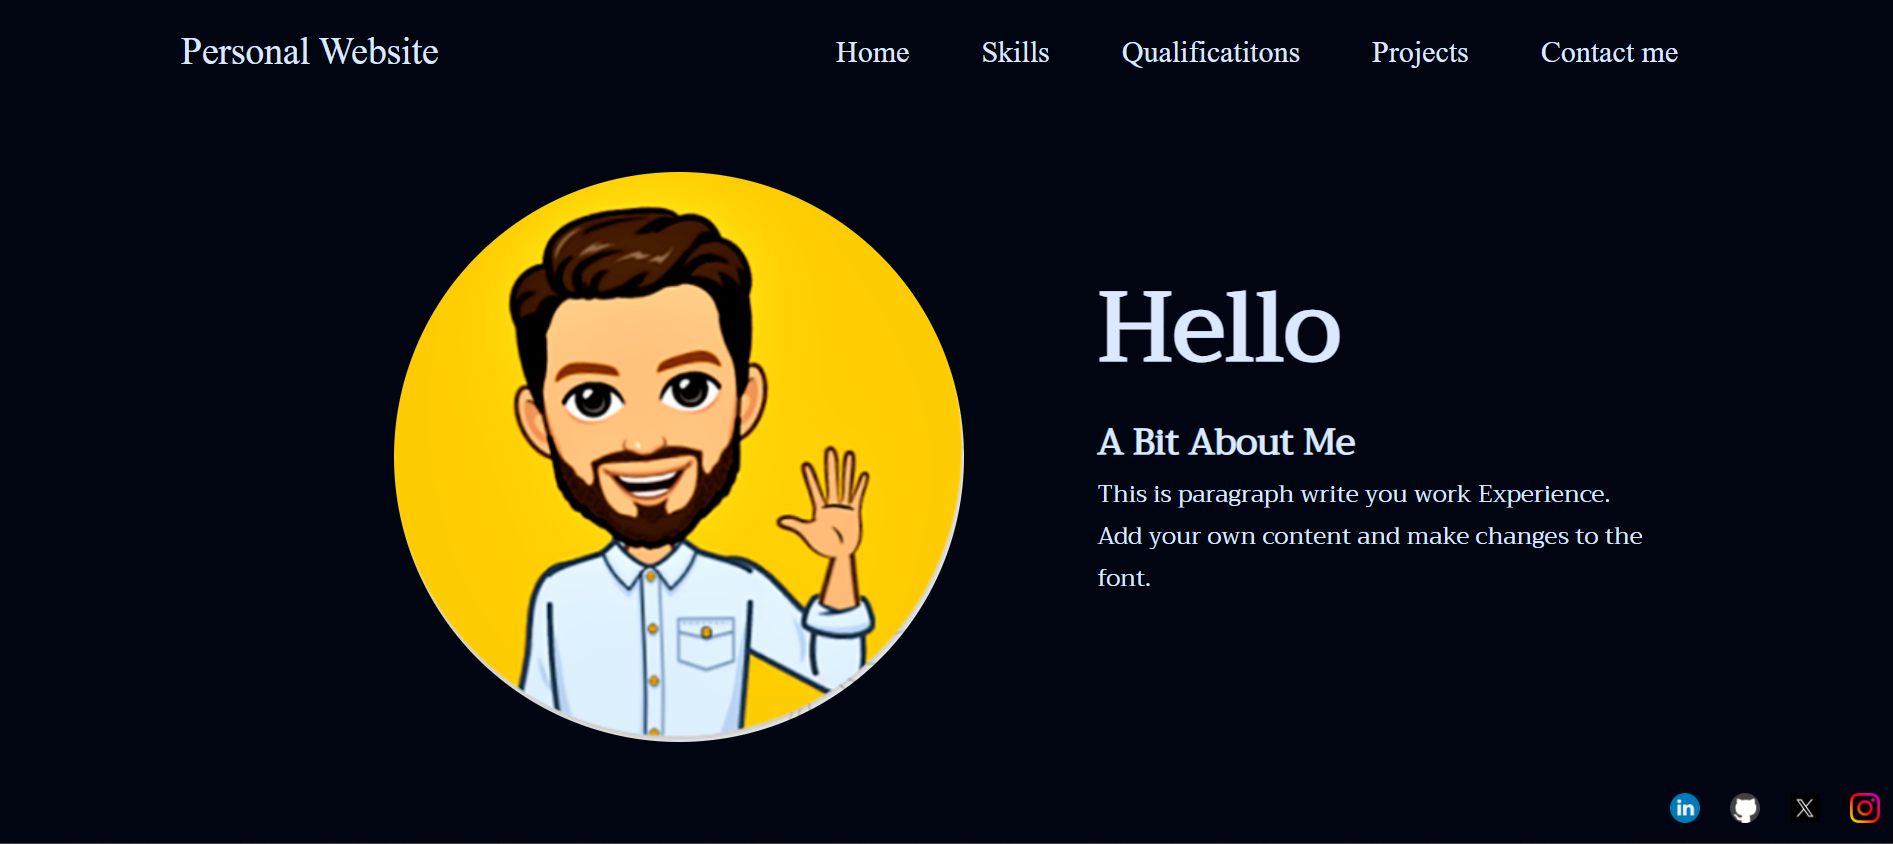 Personal Website
Home Skills Qualificatitons Projects Contact me
Hello
A Bit About Me
This is paragraph write you work Experience.
Add your own content and make changes to the
font.
in
X